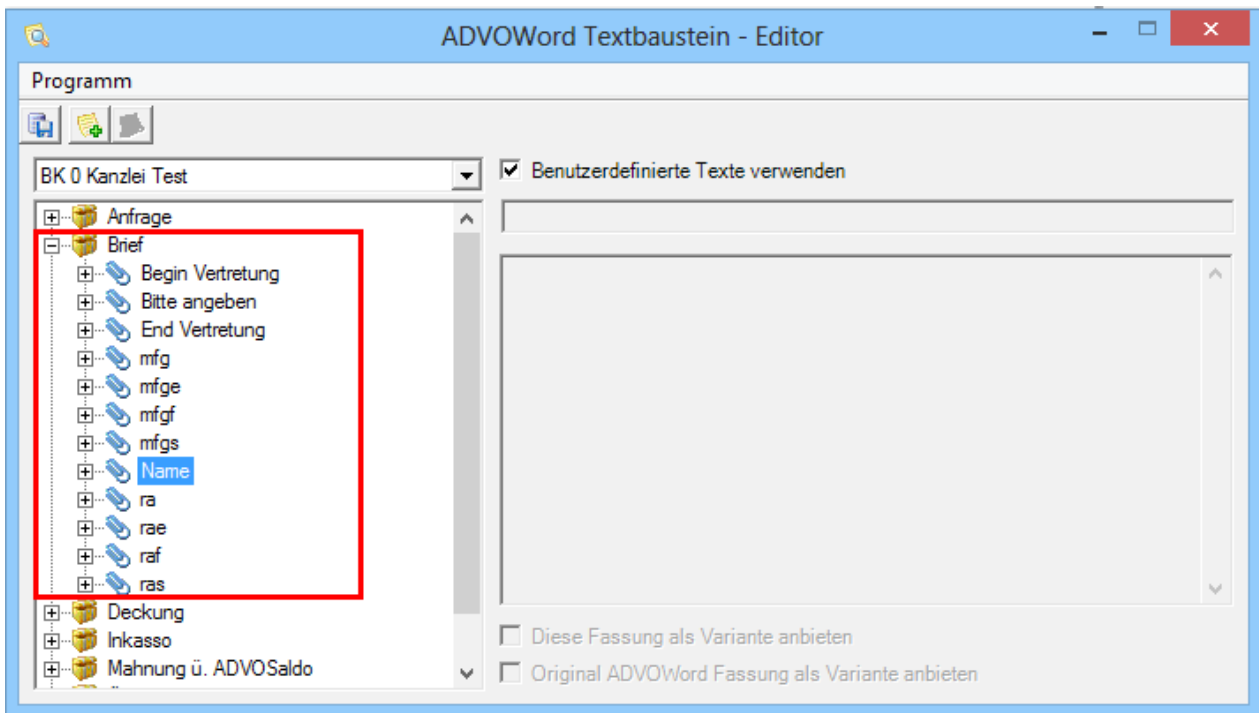 ADVOWord Textbaustein - Editor
Programm
BK 0 Kanzlei Test
Benutzerdefinierte Texte verwenden
Anfrage
Brief
Begin Vertretung
Bitte angeben
End Vertretung
mfg
mfge
mfgf
mfgs
Name
ra
rae
raf
ras
Deckung
Inkasso
Mahnung ü. ADVOSaldo
Diese Fassung als Variante anbieten
Original ADVOWord Fassung als Variante anbieten